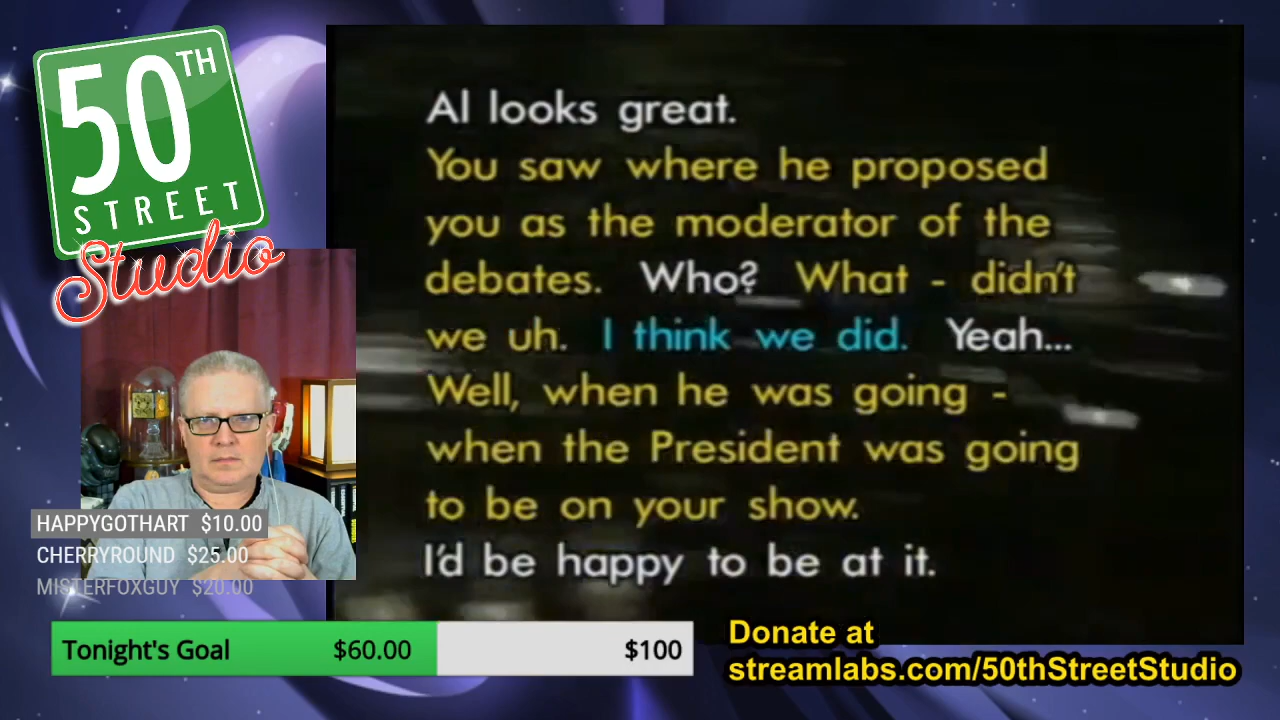 50TH
STREET
Studio
Al looks great.
You saw where he proposed
you as the moderator of the
debates. Who? What - didn't
we uh. I think we did. Yeah...
Well, when he was going -
when the President was going
to be on your show.
I'd be happy to be at it.
HAPPYGOTHART $10.00
CHERRYROUND $25.00
MISTERFOXGUY $20.00
Tonight's Goal $60.00 $100
Donate at
streamlabs.com/50thStreetStudio